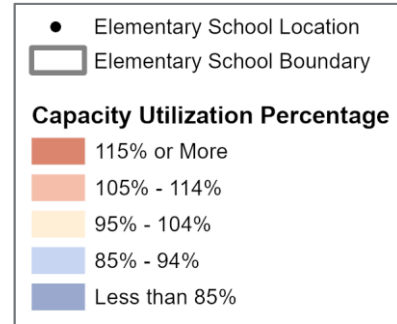 Elementary School Location
Elementary School Boundary
Capacity Utilization Percentage
115% or More
105% - 114%
95% - 104%
85% - 94%
Less than 85%